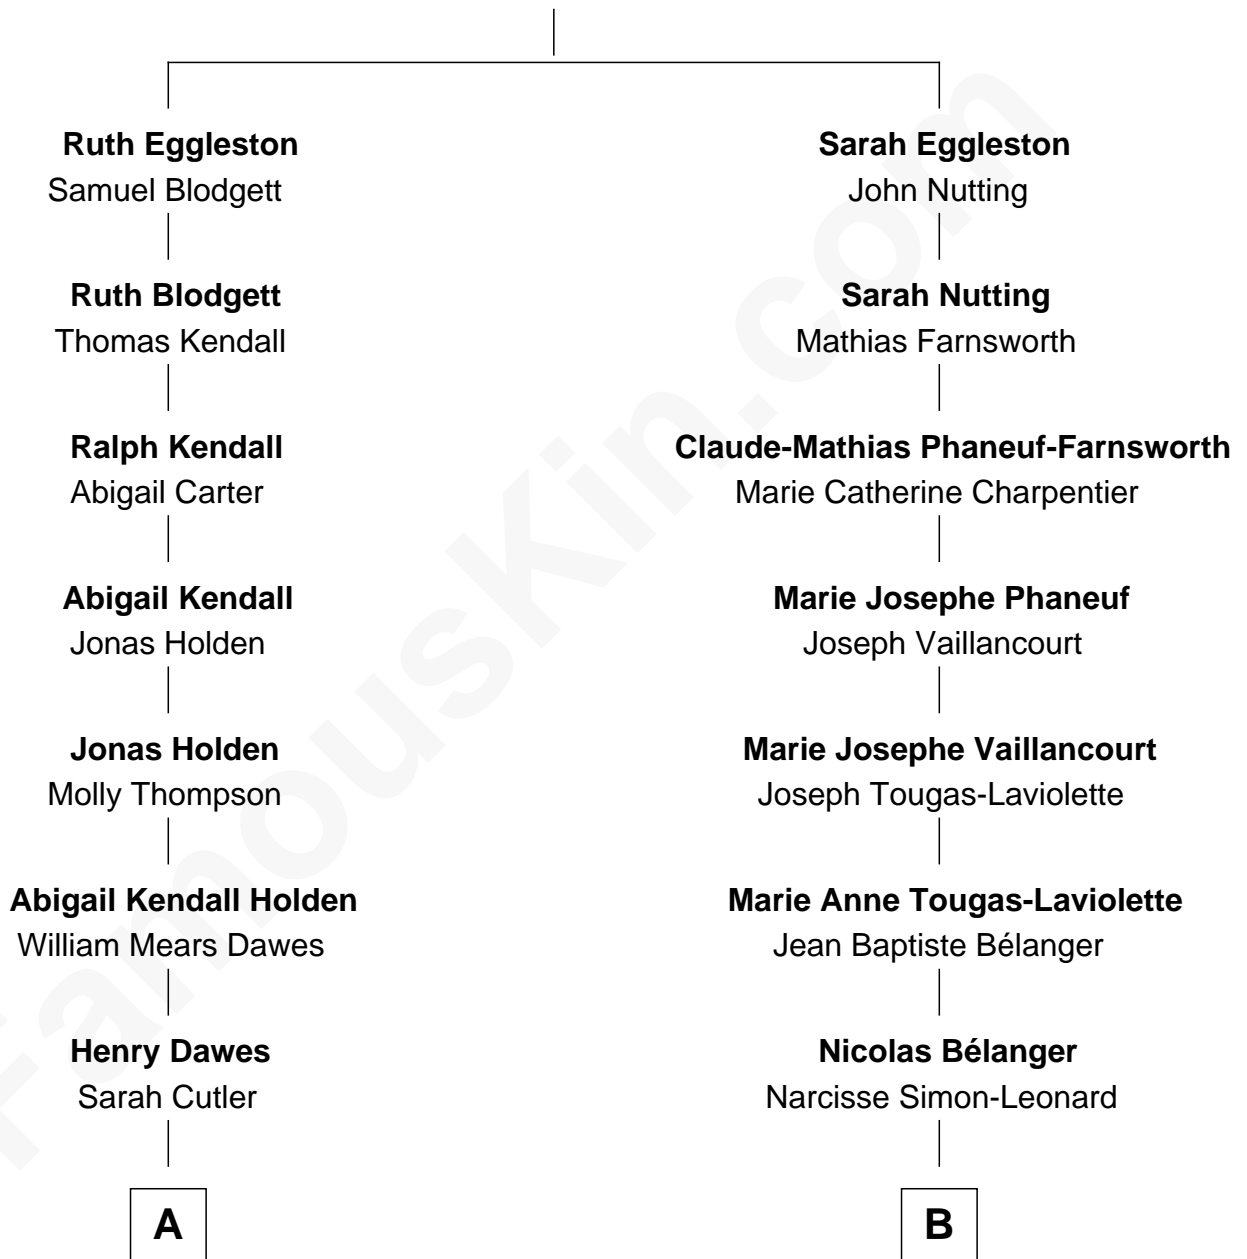 Ruth Eggleston
Samuel Blodgett
Sarah Eggleston
John Nutting
Ruth Blodgett
Thomas Kendall
Sarah Nutting
Mathias Farnsworth
Ralph Kendall
Abigail Carter
Claude-Mathias Phaneuf-Farnsworth
Marie Catherine Charpentier
Abigail Kendall
Jonas Holden
Marie Josephe Phaneuf
Joseph Vaillancourt
Jonas Holden
Molly Thompson
Marie Josephe Vaillancourt
Joseph Tougas-Laviolette
Abigail Kendall Holden
William Mears Dawes
Marie Anne Tougas-Laviolette
Jean Baptiste Bélanger
Henry Dawes
Sarah Cutler
Nicolas Bélanger
Narcisse Simon-Leonard
A
B
FamousKin.com